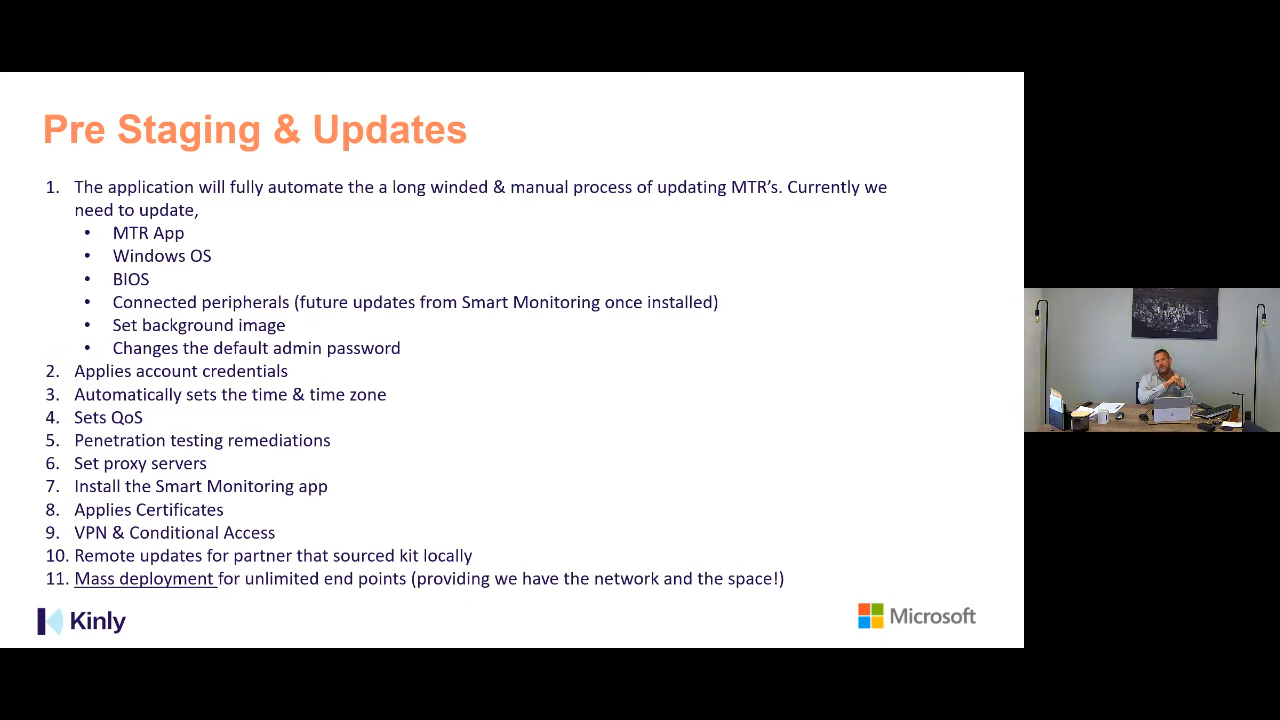 Pre Staging & Updates
1. The application will fully automate the a long winded & manual process of updating MTR's. Currently we
need to update,
• MTR App
• Windows OS
• BIOS
• Connected peripherals (future updates from Smart Monitoring once installed)
• Set background image
• Changes the default admin password
2. Applies account credentials
3. Automatically sets the time & time zone
4. Sets QoS
5. Penetration testing remediations
6. Set proxy servers
7. Install the Smart Monitoring app
8. Applies Certificates
9. VPN & Conditional Access
10. Remote updates for partner that sourced kit locally
11. Mass deployment for unlimited end points (providing we have the network and the space!)
Kinly
Microsoft